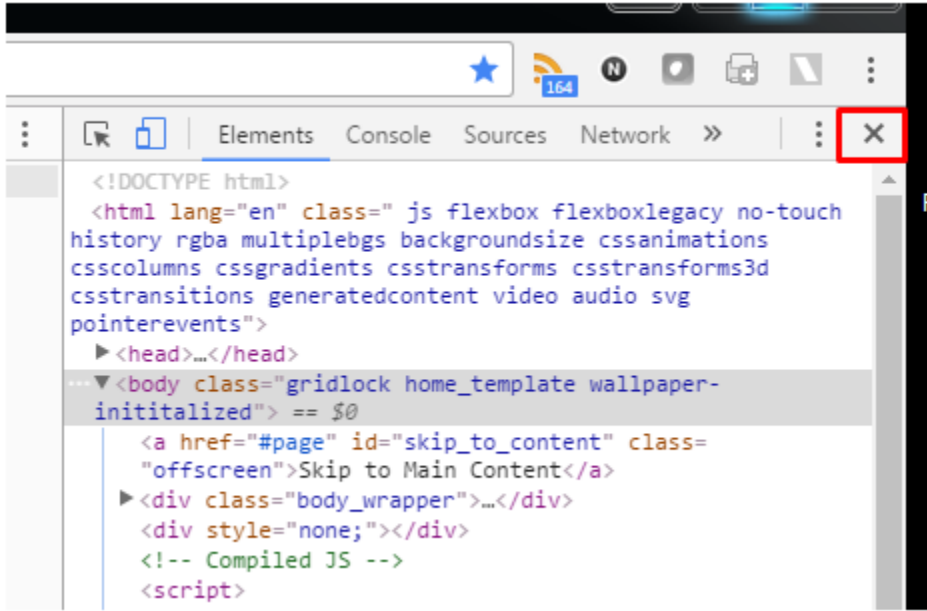 164
N
Elements Console Sources Network »
<!DOCTYPE html>
<html lang="en" class=" js flexbox flexboxlegacy no-touch
history rgba multiplebgs backgroundsize cssanimations
csscolumns cssgradients csstransforms csstransforms3d
csstransitions generatedcontent video audio svg
pointerevents">
▶<head>…</head>
…▼<body class="gridlock home_template wallpaper-
inititalized"> == $0
<a href="#page" id="skip_to_content" class=
"offscreen">Skip to Main Content</a>
▶<div class="body_wrapper">…</div>
<div style="none;"></div>
<!-- Compiled JS -->
<script>